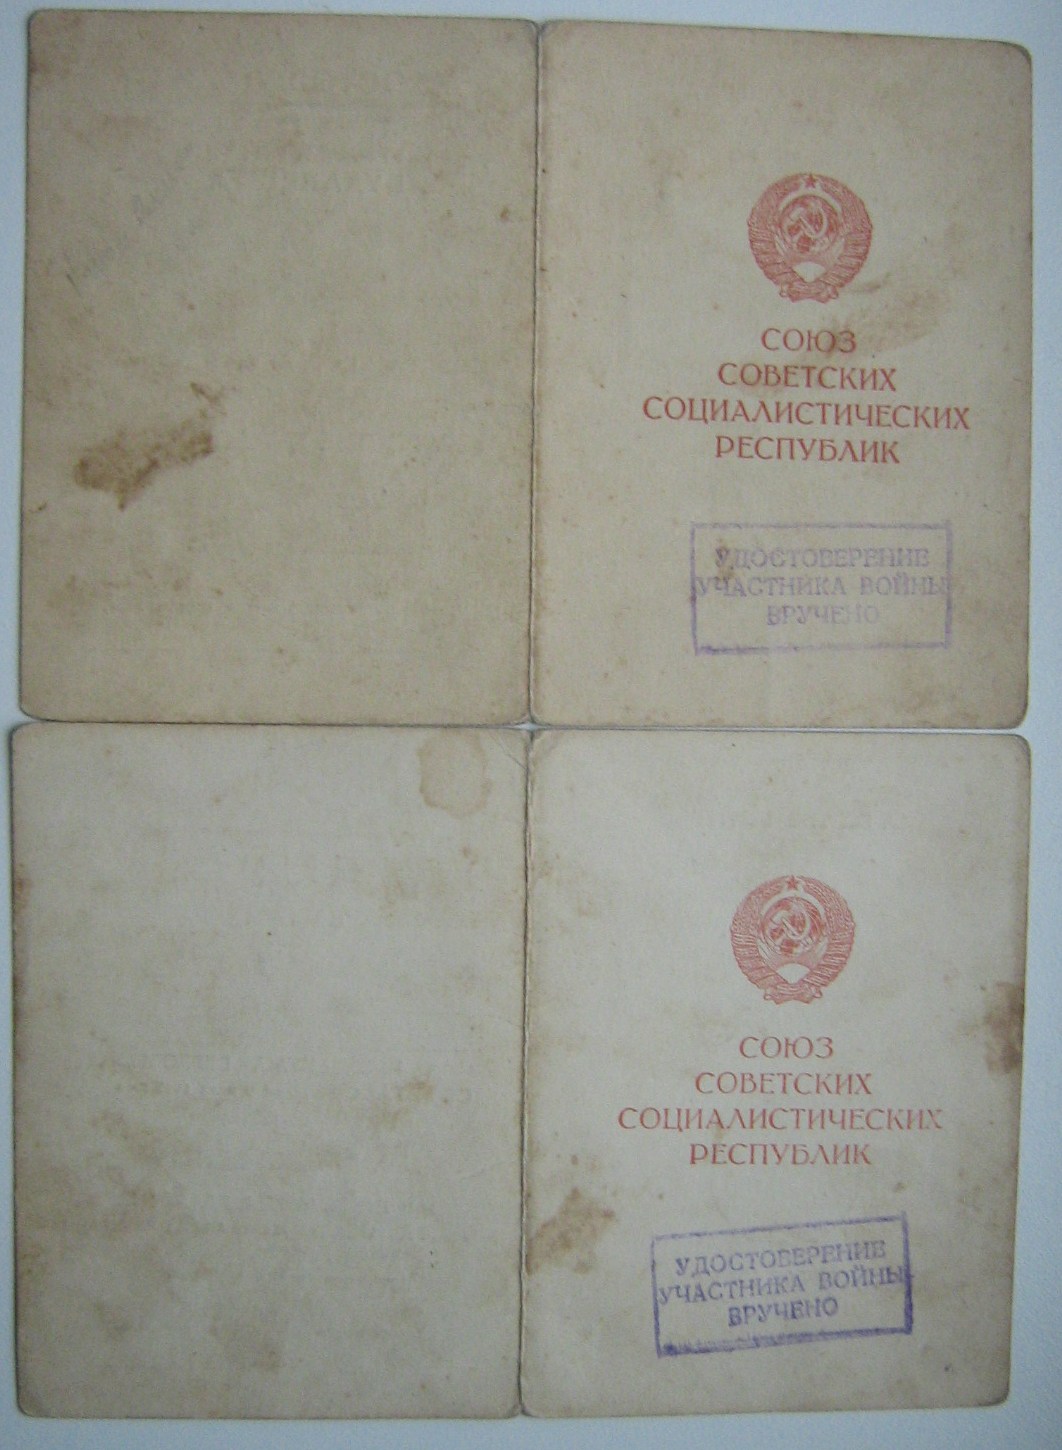 СОЮЗ
СОВЕТСКИХ
СОЦИАЛИСТИЧЕСКИХ
РЕСПУБЛИК
УДОСТОВЕРЕНИЕ
УЧАСТНИКА ВОЙНЫ
ВРУЧЕНО
СОЮЗ
СОВЕТСКИХ
СОЦИАЛИСТИЧЕСКИХ
РЕСПУБЛИК
УДОСТОВЕРЕНИЕ
УЧАСТНИКА ВОЙНЫ
ВРУЧЕНО